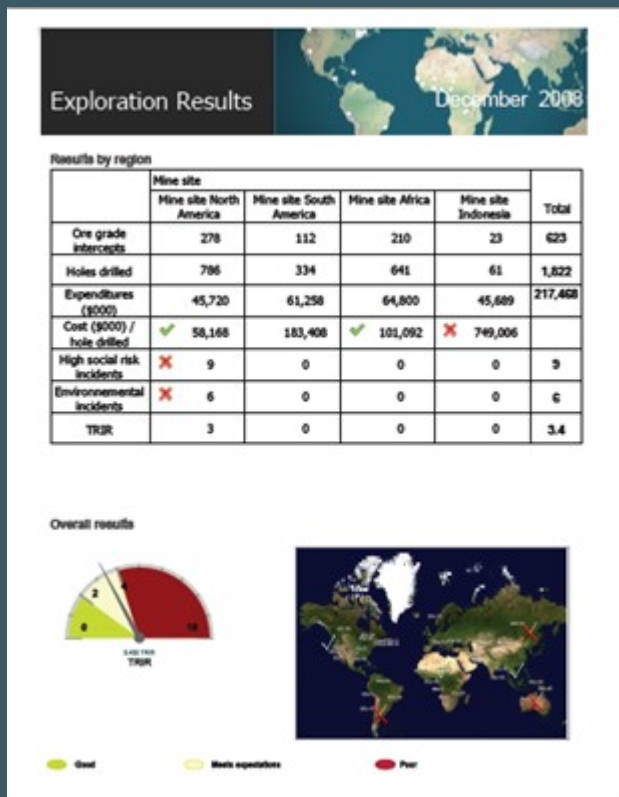 Exploration Results
December 2008
Results by region
Mine site
Mine site North America
Mine site South America
Mine site Africa
Mine site Indonesia
Total
Ore grade intercepts 278 112 210 23 623
Holes drilled 786 334 641 61 1,822
Expenditures ($000) 45,720 61,258 64,800 45,689 217,468
Cost ($000) / hole drilled 58,168 183,408 101,092 749,006
High social risk incidents 9 0 0 0 9
Environnemental incidents 6 0 0 0 6
TRIR 3 0 0 0 3.4
Overall results
0 2 4 10
TRIR
Good
Meets expectations
Poor